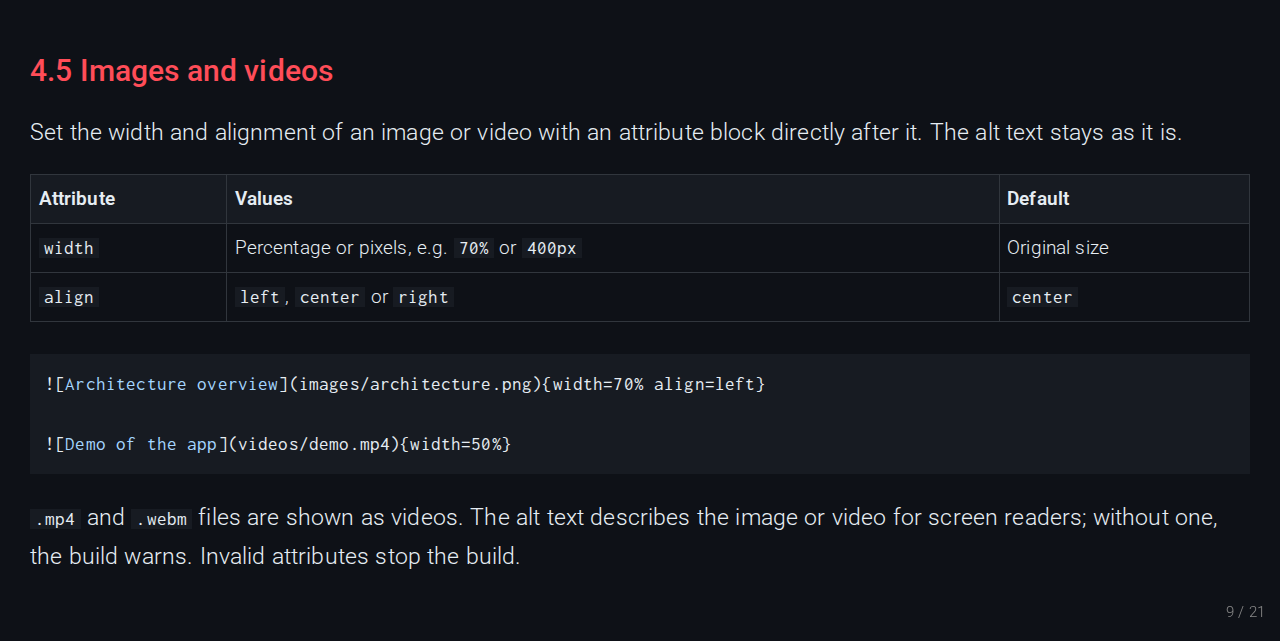 4.5 Images and videos
Set the width and alignment of an image or video with an attribute block directly after it. The alt text stays as it is.
Attribute Values Default
width Percentage or pixels, e.g. 70% or 400px Original size
align left, center or right center
![Architecture overview](images/architecture.png){width=70% align=left}
![Demo of the app](videos/demo.mp4){width=50%}
.mp4 and .webm files are shown as videos. The alt text describes the image or video for screen readers; without one,
the build warns. Invalid attributes stop the build.
9 / 21